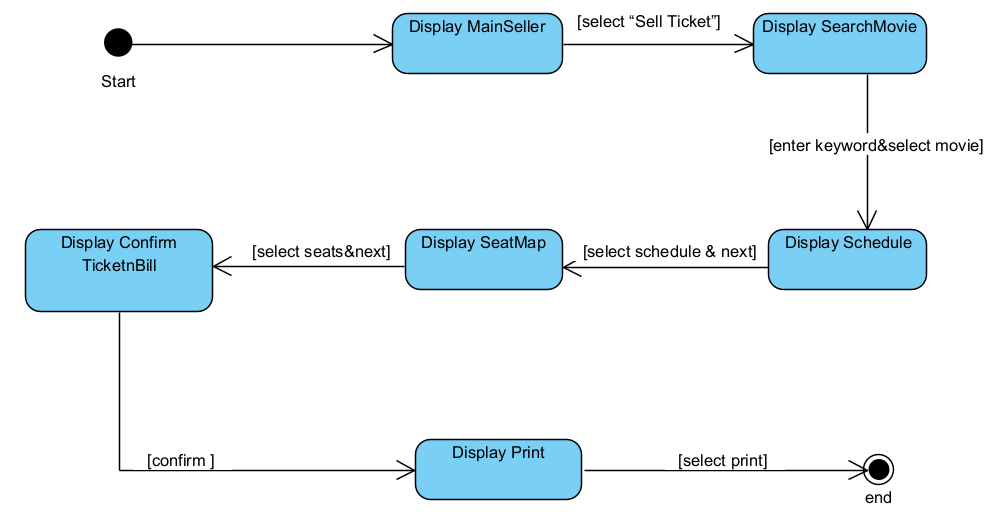 Display MainSeller
[select “Sell Ticket”]
Display SearchMovie
Start
[enter keyword&select movie]
Display Confirm
TicketnBill
[select seats&next]
Display SeatMap
[select schedule & next]
Display Schedule
[confirm ]
Display Print
[select print]
end